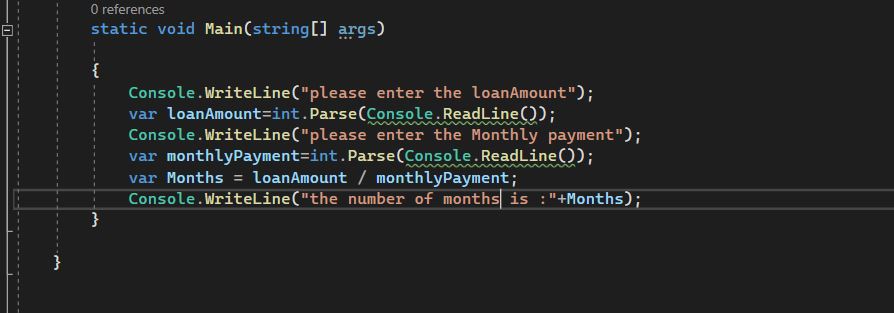 0 references
static void Main(string[] args)
{
Console.WriteLine("please enter the loanAmount");
var loanAmount=int.Parse(Console.ReadLine());
Console.WriteLine("please enter the Monthly payment");
var monthlyPayment=int.Parse(Console.ReadLine());
var Months = loanAmount / monthlyPayment;
Console.WriteLine("the number of months is :"+Months);
}
}